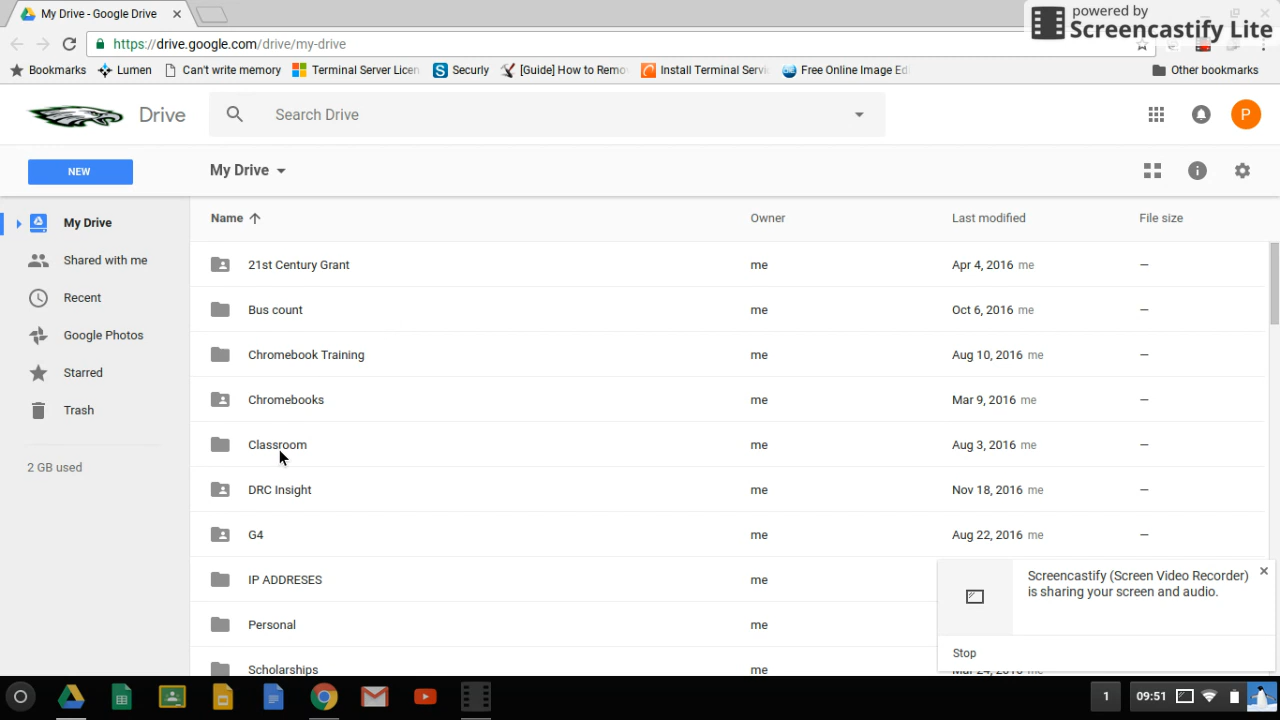 My Drive - Google Drive
powered by
Screencastify Lite
https://drive.google.com/drive/my-drive
Bookmarks Lumen Can't write memory Terminal Server Licen Securly [Guild] How to Remo Install Terminal Servi Free Online Image Ed Other bookmarks
Drive Search Drive P
NEW My Drive
Name Owner Last modified File size
My Drive
Shared with me
Recent
Google Photos
Starred
Trash
2 GB used
21st Century Grant me Apr 4, 2016 me —
Bus count me Oct 6, 2016 me —
Chromebook Training me Aug 10, 2016 me —
Chromebooks me Mar 9, 2016 me —
Classroom me Aug 3, 2016 me —
DRC Insight me Nov 18, 2016 me —
G4 me Aug 22, 2016 me —
IP ADDRESES me
Personal me
Scholarships me
Screencastify (Screen Video Recorder)
is sharing your screen and audio.
Stop
1 09:51